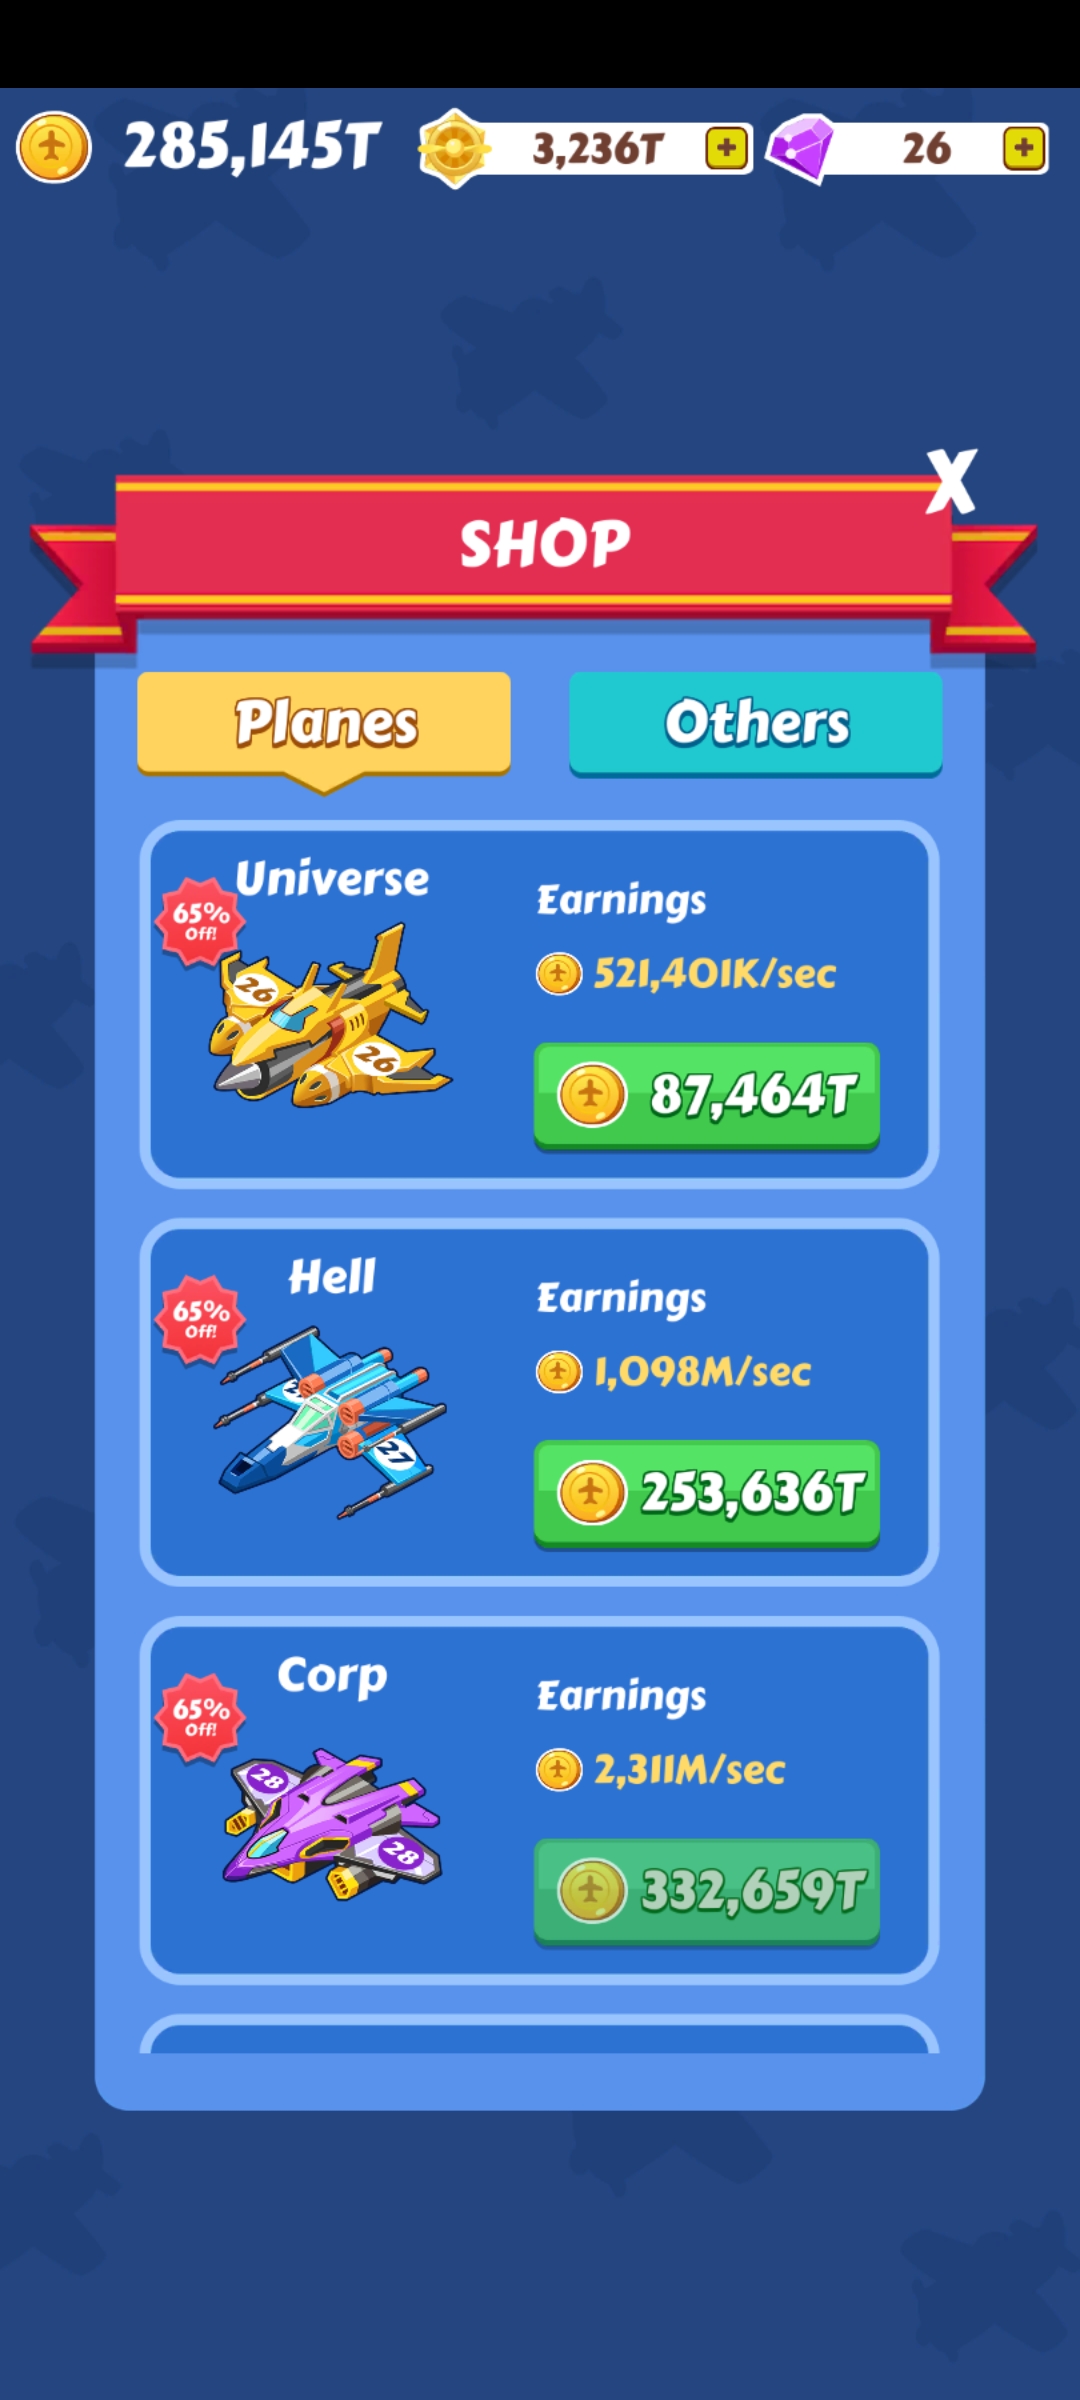 285,145T 3,236T + 26 +
X
SHOP
Planes Others
Universe
65%
Off!
26
26
Earnings
521,401K/sec
87,464T
Hell
65%
Off!
27
Earnings
1,098M/sec
253,636T
Corp
65%
Off!
28
28
Earnings
2,311M/sec
332,659T